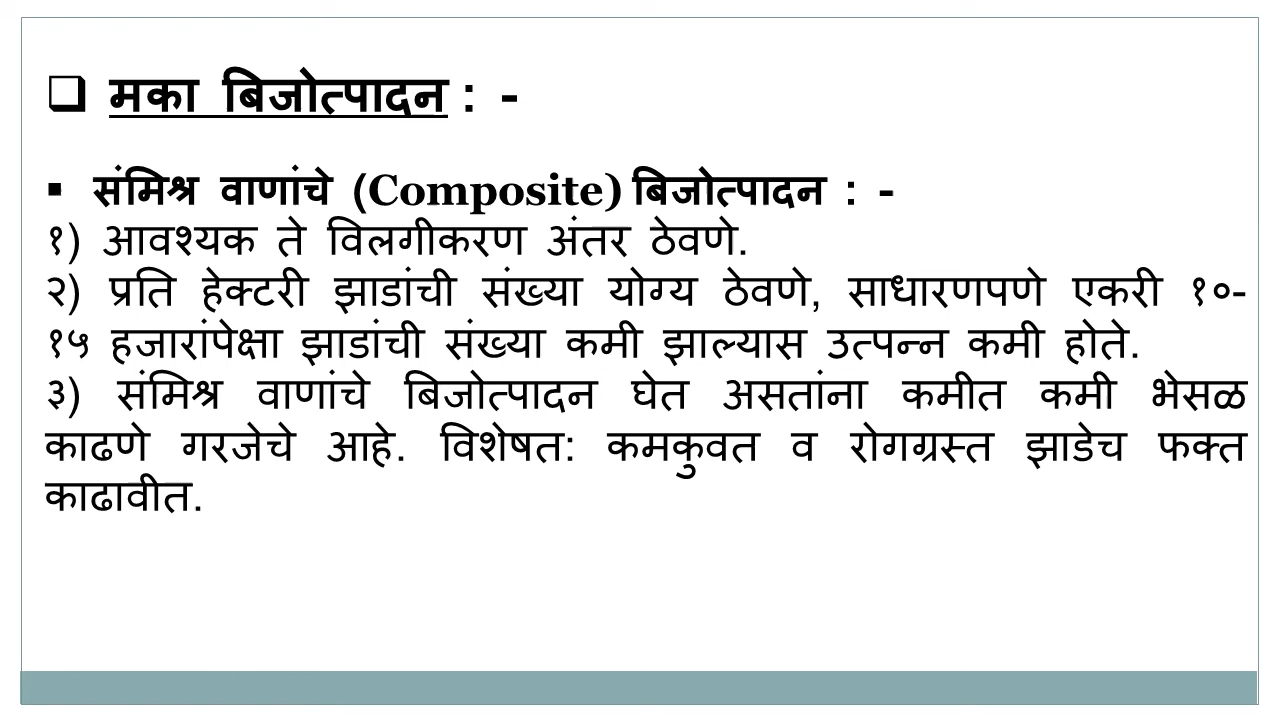 ❑ मका बिजोत्पादन : -
▪ संमिश्र वाणांचे (Composite) बिजोत्पादन : -
१) आवश्यक ते विलगीकरण अंतर ठेवणे.
२) प्रति हेक्टरी झाडांची संख्या योग्य ठेवणे, साधारणपणे एकरी १०-
१५ हजारांपेक्षा झाडांची संख्या कमी झाल्यास उत्पन्न कमी होते.
३) संमिश्र वाणांचे बिजोत्पादन घेत असतांना कमीत कमी भेसळ
काढणे गरजेचे आहे. विशेषत: कमकुवत व रोगग्रस्त झाडेच फक्त
काढावीत.